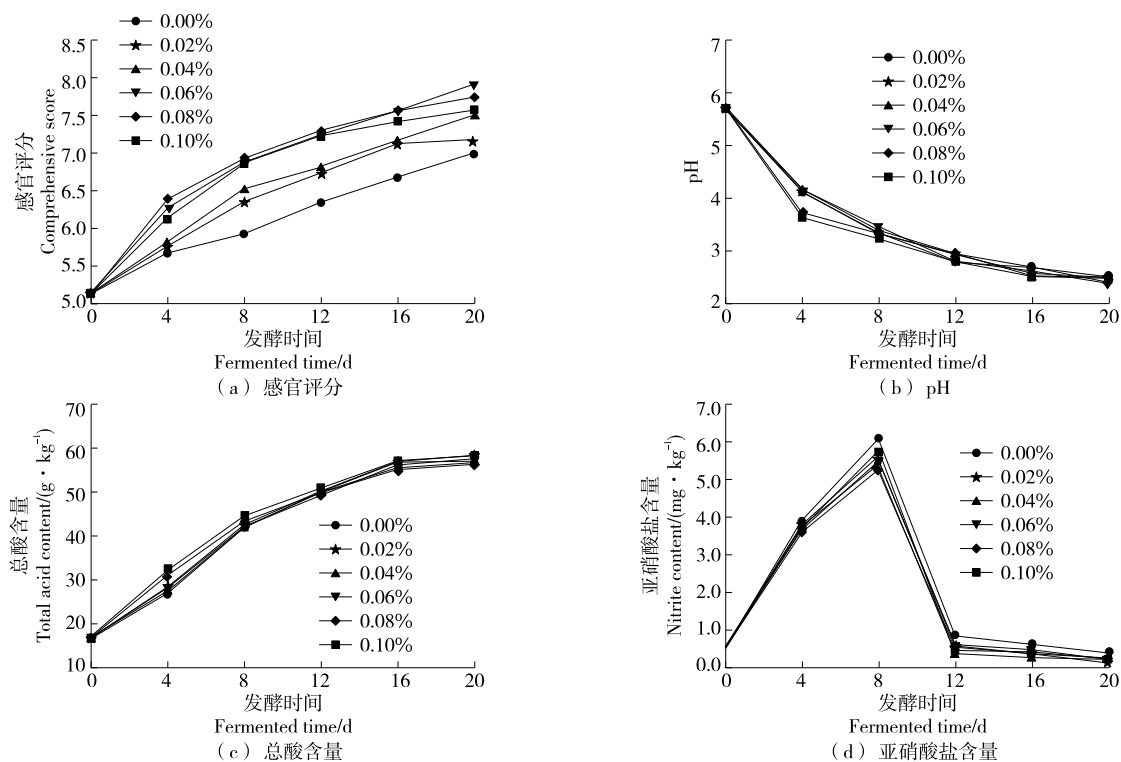 0.00%
0.02%
0.04%
0.06%
0.08%
0.10%
8.5
8.0
7.5
7.0
6.5
6.0
5.5
5.0
感官评分
Comprehensive score
0 4 8 12 16 20
发酵时间
Fermented time/d
(a) 感官评分
0.00%
0.02%
0.04%
0.06%
0.08%
0.10%
7
6
5
4
3
2
pH
0 4 8 12 16 20
发酵时间
Fermented time/d
(b) pH
70
60
50
40
30
20
10
总酸含量
Total acid content/(g·kg⁻¹)
0.00%
0.02%
0.04%
0.06%
0.08%
0.10%
0 4 8 12 16 20
发酵时间
Fermented time/d
(c) 总酸含量
7.0
6.0
5.0
4.0
3.0
2.0
1.0
0.0
亚硝酸盐含量
Nitrite content/(mg·kg⁻¹)
0.00%
0.02%
0.04%
0.06%
0.08%
0.10%
0 4 8 12 16 20
发酵时间
Fermented time/d
(d) 亚硝酸盐含量